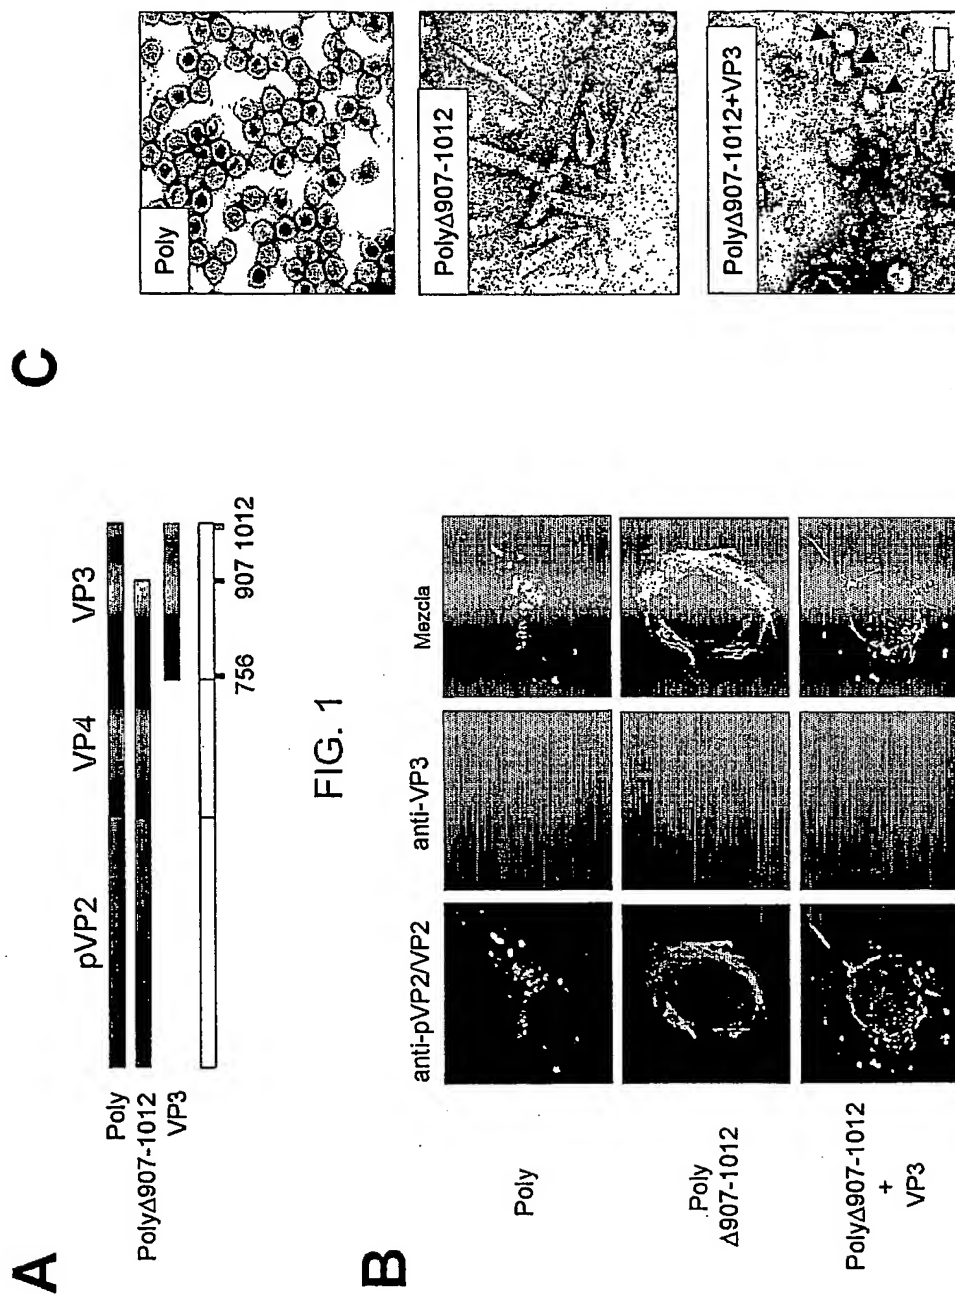 A
pVP2 VP4 VP3
Poly
PolyΔ907-1012
VP3
756 907 1012
FIG. 1
B
anti-pVP2/VP2 anti-VP3 Mezcla
Poly
Poly
Δ907-1012
PolyΔ907-1012
+
VP3
C
Poly
PolyΔ907-1012
PolyΔ907-1012+VP3